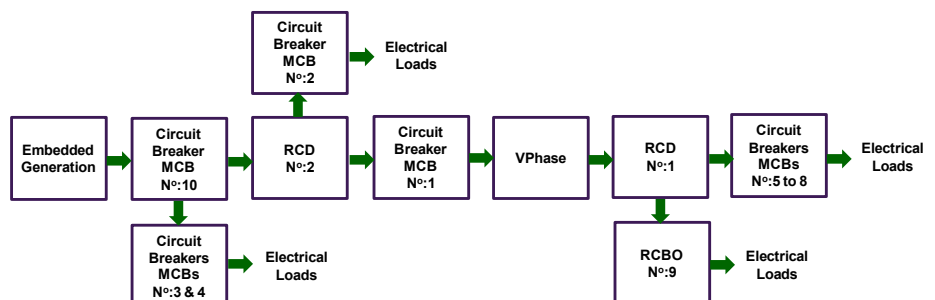 Circuit
Breaker
MCB
Nº:2
Electrical
Loads
Embedded
Generation
Circuit
Breaker
MCB
Nº:10
RCD
Nº:2
Circuit
Breaker
MCB
Nº:1
VPhase
RCD
Nº:1
Circuit
Breakers
MCBs
Nº:5 to 8
Electrical
Loads
Circuit
Breakers
MCBs
Nº:3 & 4
Electrical
Loads
RCBO
Nº:9
Electrical
Loads